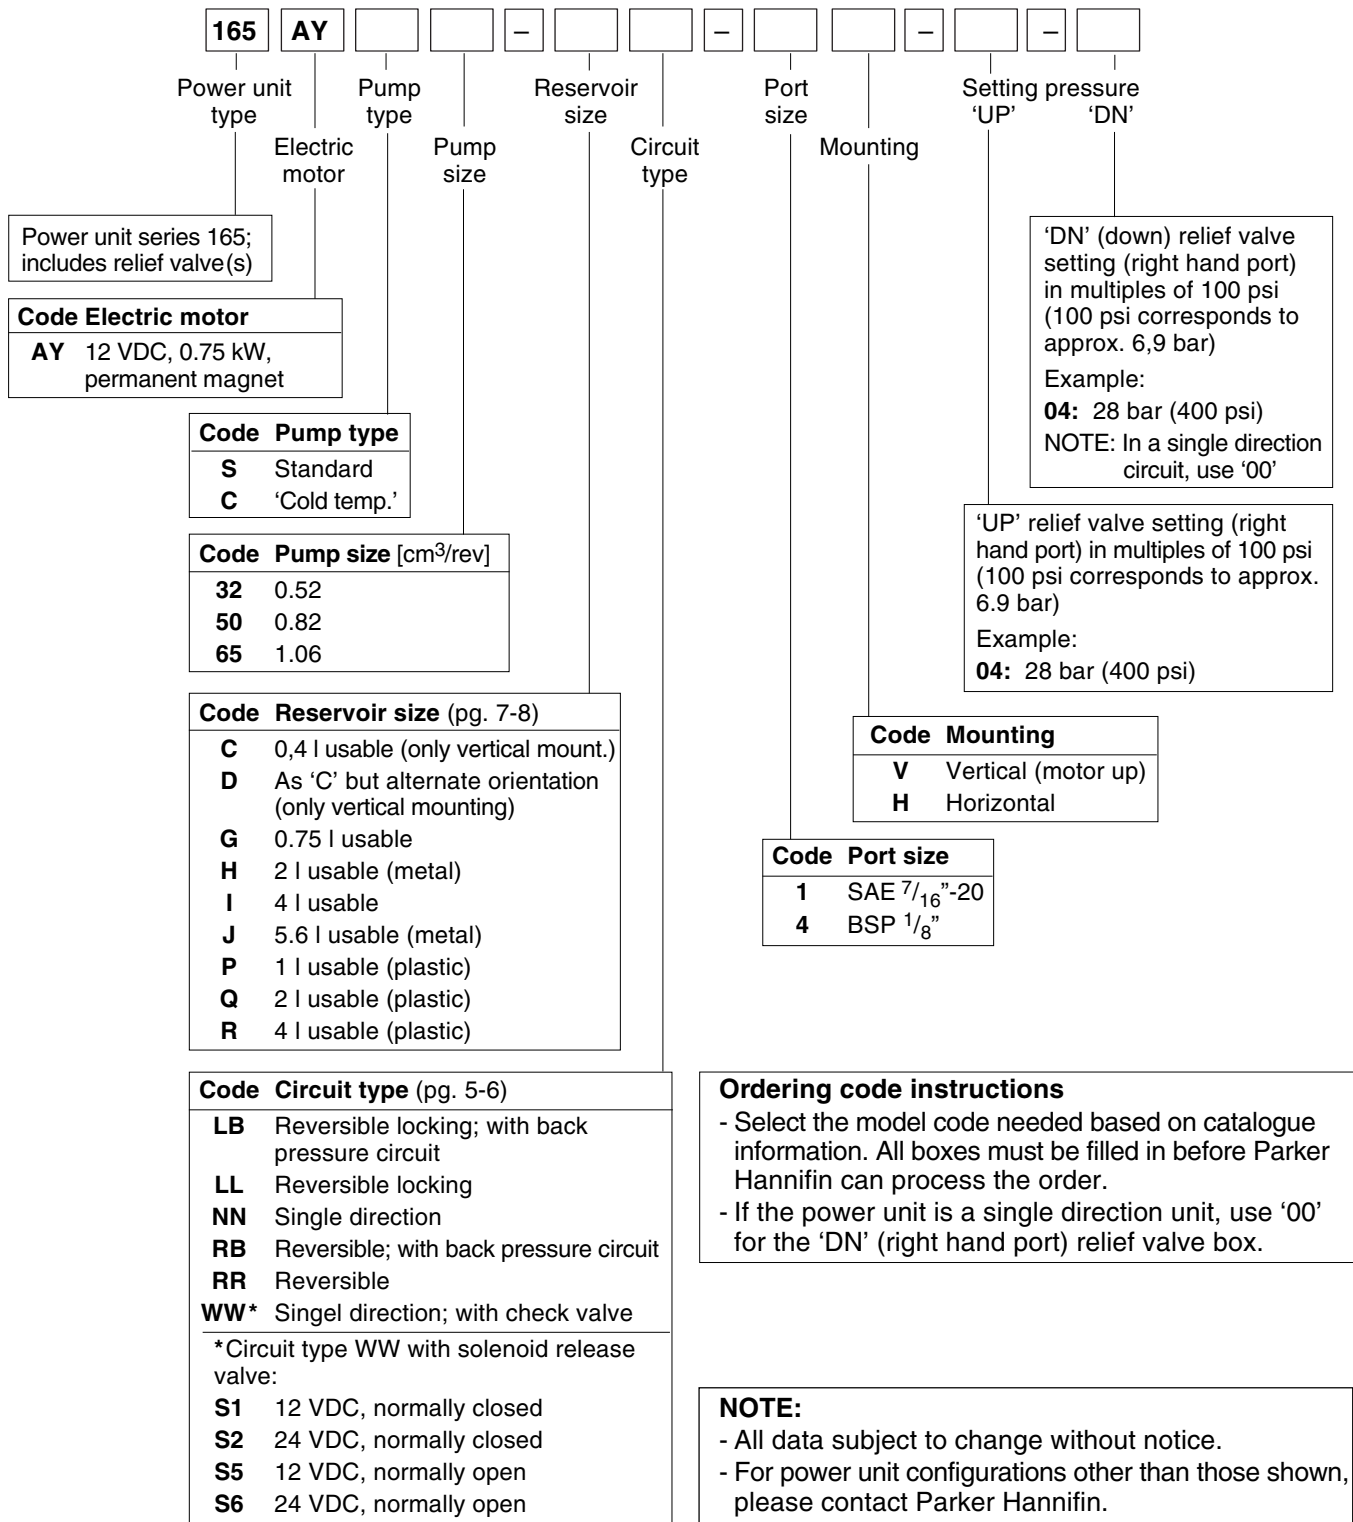 165 AY – – – –
Power unit type
Pump type
Reservoir size
Port size
Setting pressure
'UP' 'DN'
Electric motor
Pump size
Circuit type
Mounting
Power unit series 165;
includes relief valve(s)
Code Electric motor
AY 12 VDC, 0.75 kW,
permanent magnet
Code Pump type
S Standard
C 'Cold temp.'
Code Pump size [cm³/rev]
32 0.52
50 0.82
65 1.06
Code Reservoir size (pg. 7-8)
C 0,4 l usable (only vertical mount.)
D As 'C' but alternate orientation
(only vertical mounting)
G 0.75 l usable
H 2 l usable (metal)
I 4 l usable
J 5.6 l usable (metal)
P 1 l usable (plastic)
Q 2 l usable (plastic)
R 4 l usable (plastic)
Code Circuit type (pg. 5-6)
LB Reversible locking; with back
pressure circuit
LL Reversible locking
NN Single direction
RB Reversible; with back pressure circuit
RR Reversible
WW* Singel direction; with check valve
*Circuit type WW with solenoid release
valve:
S1 12 VDC, normally closed
S2 24 VDC, normally closed
S5 12 VDC, normally open
S6 24 VDC, normally open
'DN' (down) relief valve
setting (right hand port)
in multiples of 100 psi
(100 psi corresponds to
approx. 6,9 bar)
Example:
04: 28 bar (400 psi)
NOTE: In a single direction
circuit, use '00'
'UP' relief valve setting (right
hand port) in multiples of 100 psi
(100 psi corresponds to approx.
6.9 bar)
Example:
04: 28 bar (400 psi)
Code Mounting
V Vertical (motor up)
H Horizontal
Code Port size
1 SAE 7/16"-20
4 BSP 1/8"
Ordering code instructions
- Select the model code needed based on catalogue
information. All boxes must be filled in before Parker
Hannifin can process the order.
- If the power unit is a single direction unit, use '00'
for the 'DN' (right hand port) relief valve box.
NOTE:
- All data subject to change without notice.
- For power unit configurations other than those shown,
please contact Parker Hannifin.